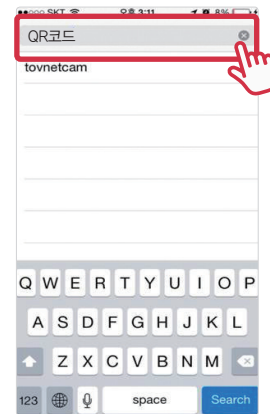 SKT 오후 3:11 8%
QR코드
tovnetcam
Q W E R T Y U I O P
A S D F G H J K L
Z X C V B N M
123 space Search